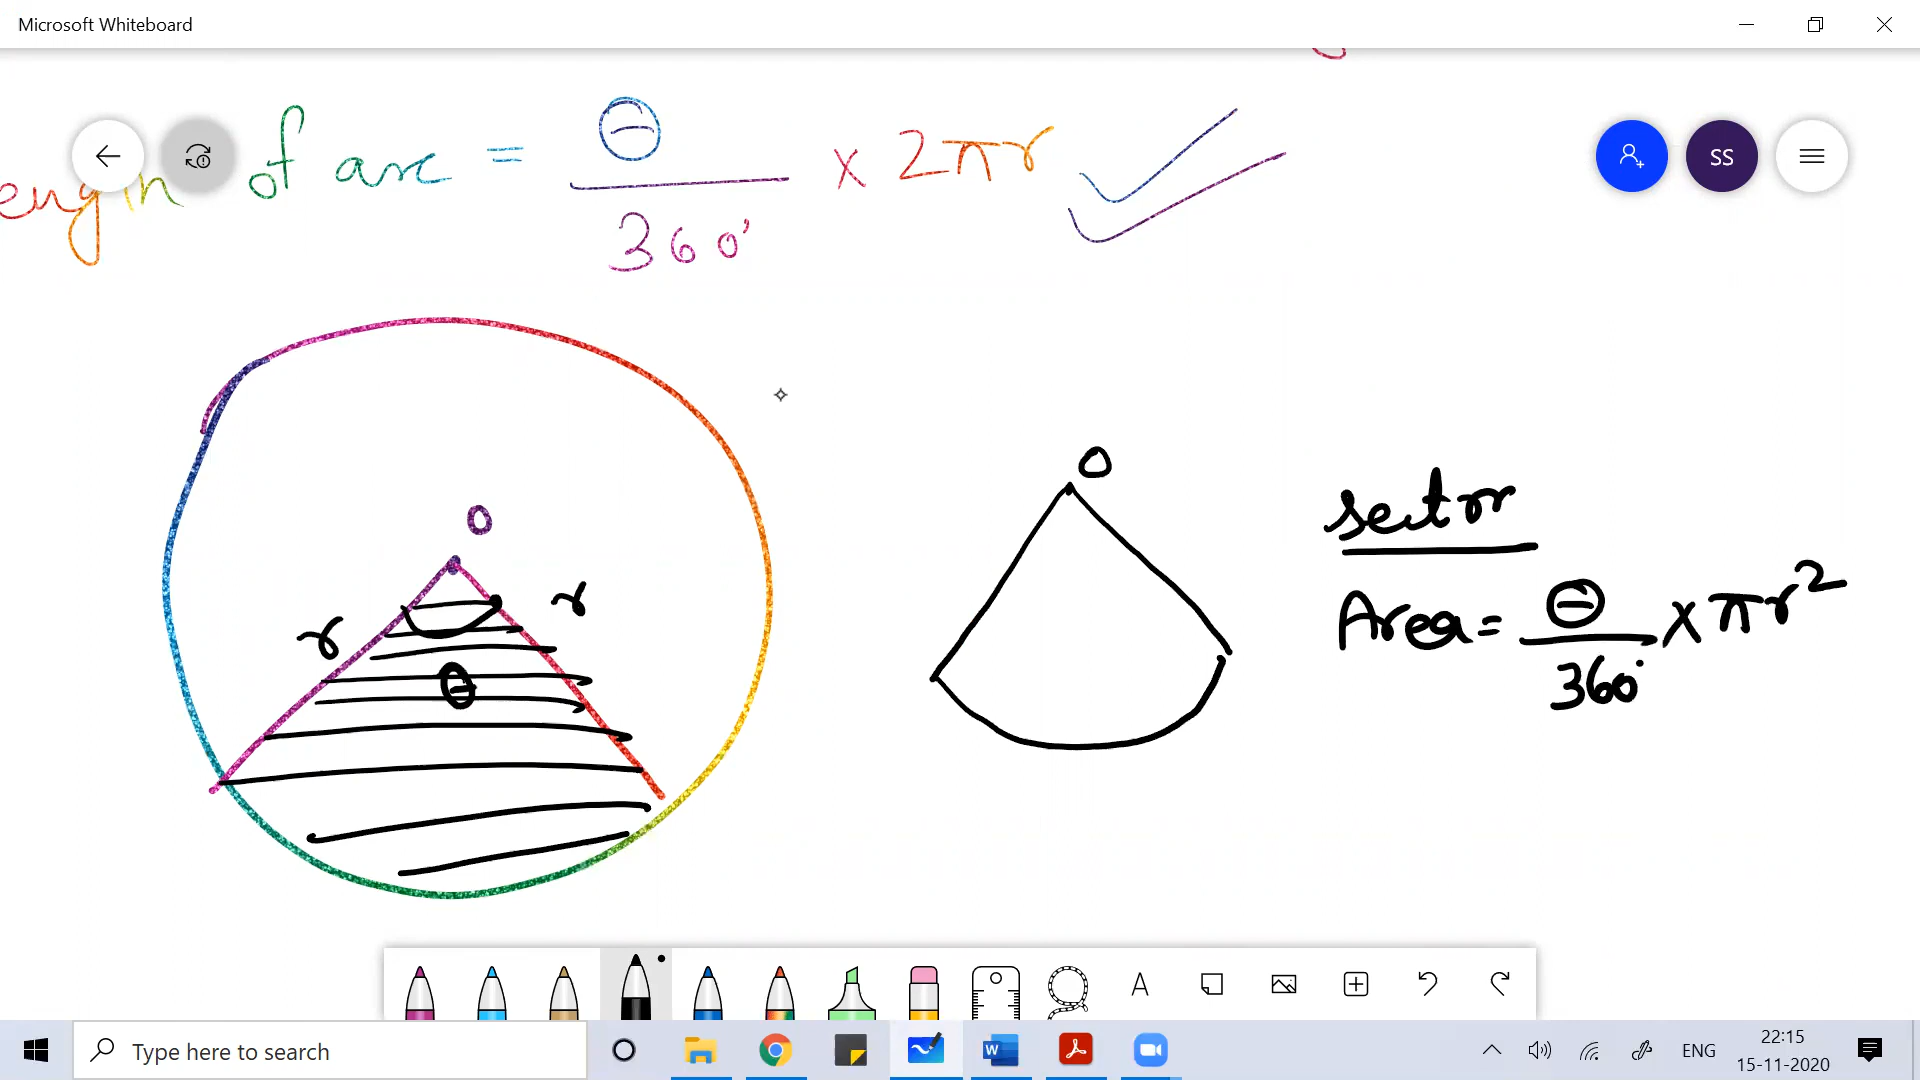 Microsoft Whiteboard
Length of arc = θ / 360° × 2πr
SS
O
r
r
θ
O
sector
Area = θ / 360° × πr²
A
Type here to search
ENG
22:15
15-11-2020